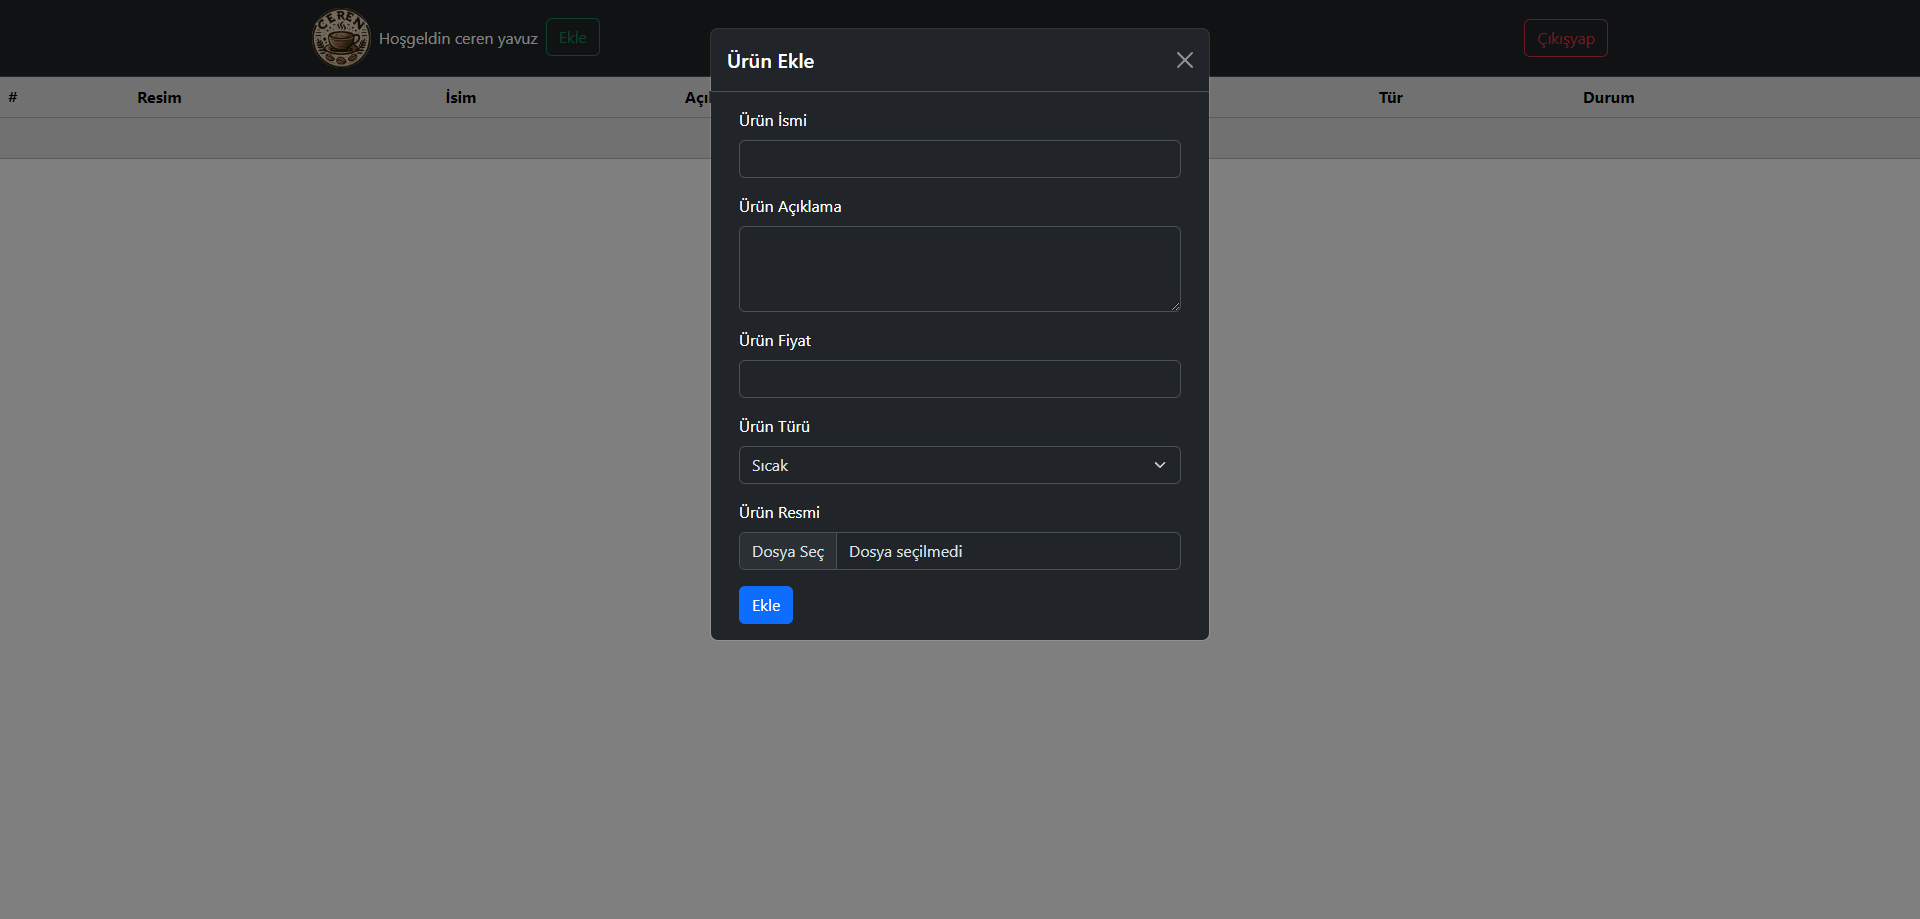 CEREN
Hoşgeldin ceren yavuz
Ekle
Çıkışyap
# Resim İsim Tür Durum
Ürün Ekle
Ürün İsmi
Ürün Açıklama
Ürün Fiyat
Ürün Türü
Sıcak
Ürün Resmi
Dosya Seç Dosya seçilmedi
Ekle